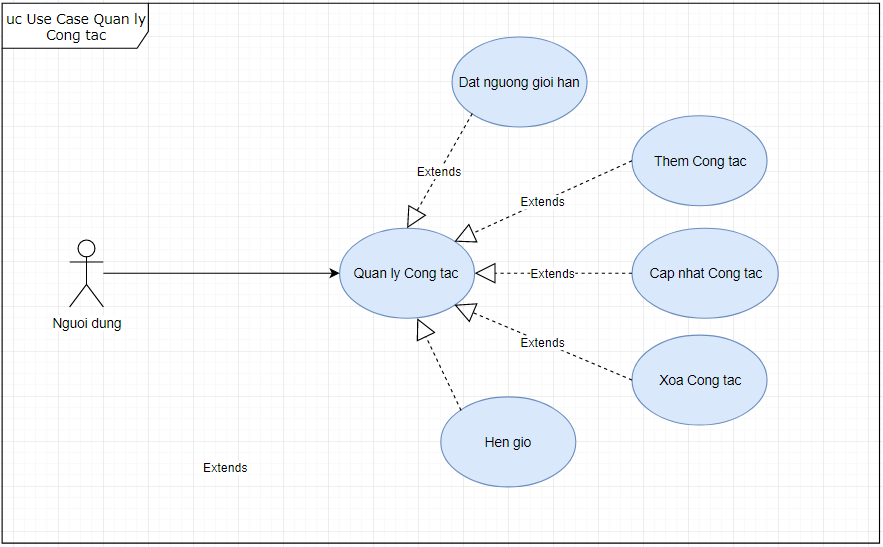 uc Use Case Quan ly
Cong tac
Dat nguong gioi han
Extends
Them Cong tac
Extends
Quan ly Cong tac
Extends
Cap nhat Cong tac
Nguoi dung
Extends
Xoa Cong tac
Hen gio
Extends